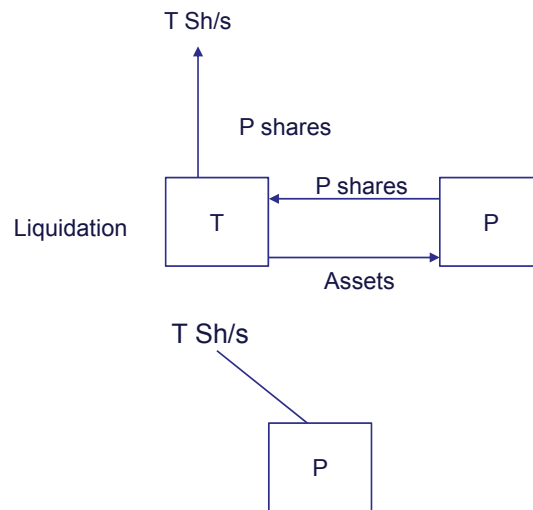 T Sh/s
P shares
P shares
Liquidation
T
P
Assets
T Sh/s
P